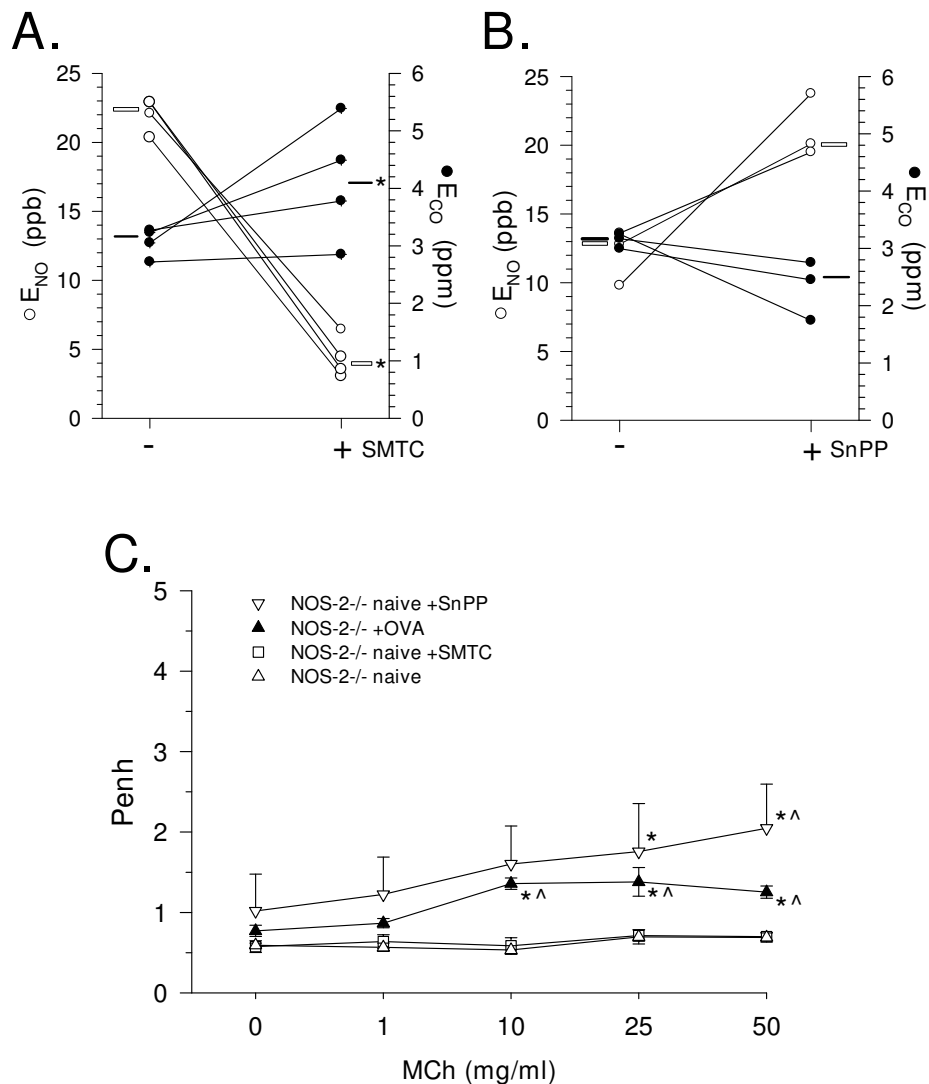 A.
B.
25
20
15
10
5
0
○ E_NO (ppb)
6
5
4
3
2
1
0
● E_CO (ppm)
*
*
- + SMTC
25
20
15
10
5
0
○ E_NO (ppb)
6
5
4
3
2
1
0
● E_CO (ppm)
- + SnPP
C.
5
4
3
2
1
0
Penh
NOS-2-/- naive +SnPP
NOS-2-/- +OVA
NOS-2-/- naive +SMTC
NOS-2-/- naive
* ^
*
* ^
* ^
* ^
0 1 10 25 50
MCh (mg/ml)